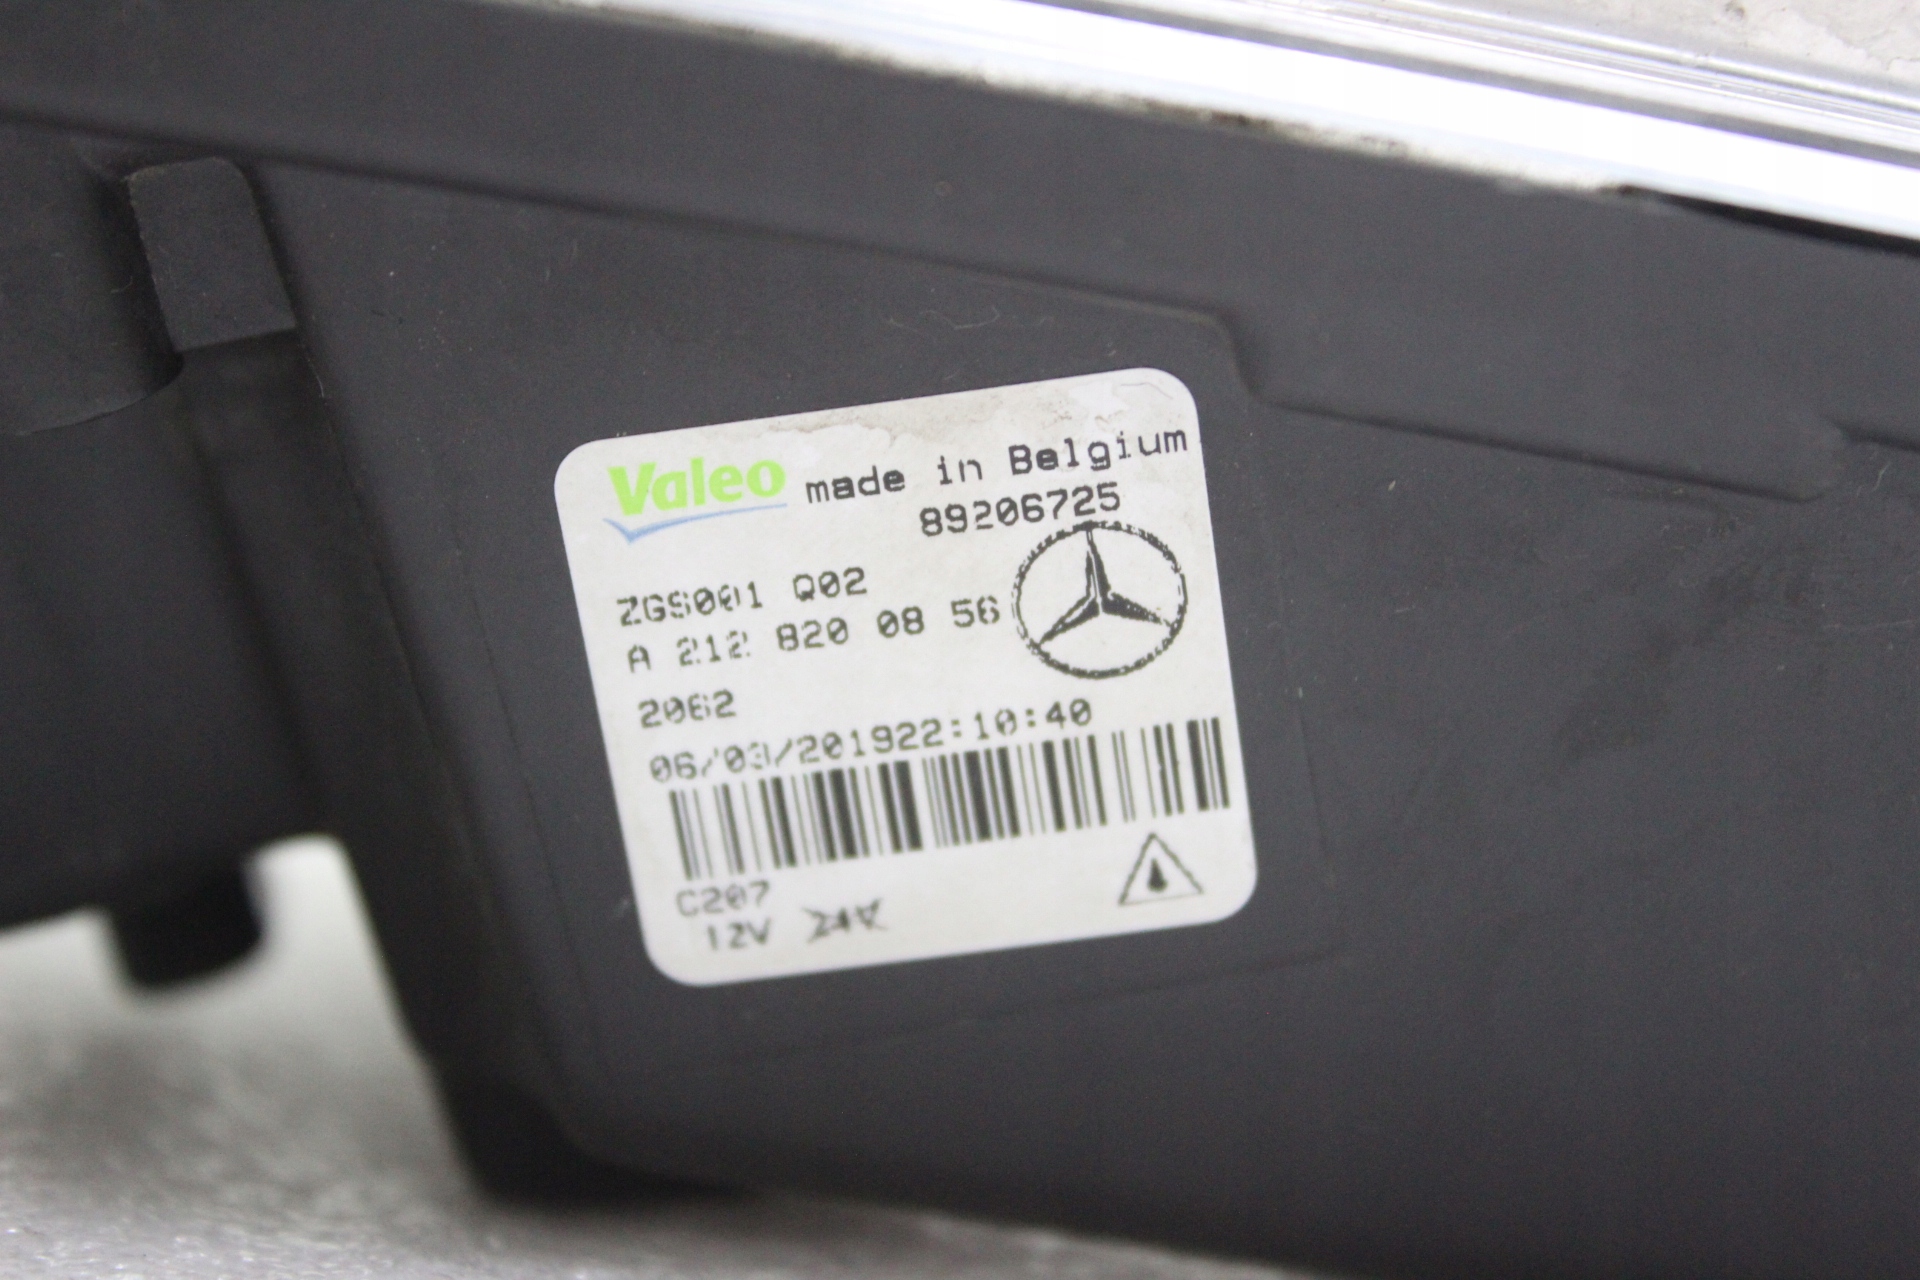 Valeo made in Belgium
89206725
ZGS001 Q02
A 212 820 08 56
2062
06/03/201922:10:40
C207
12V